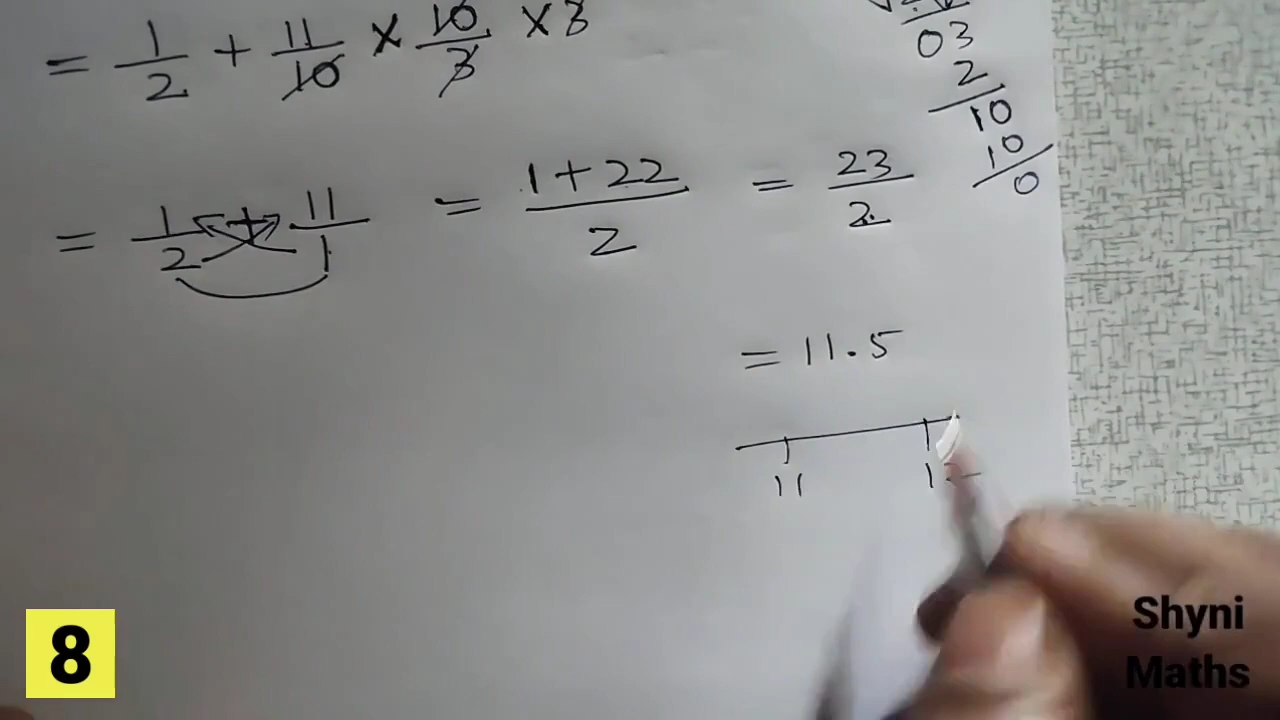 = 1/2 + 11/10 × 10/3 × 3
03
2
10
10
0
= 1/2 + 11/1 = 1+22/2 = 23/2
= 11.5
11 12
8
Shyni
Maths